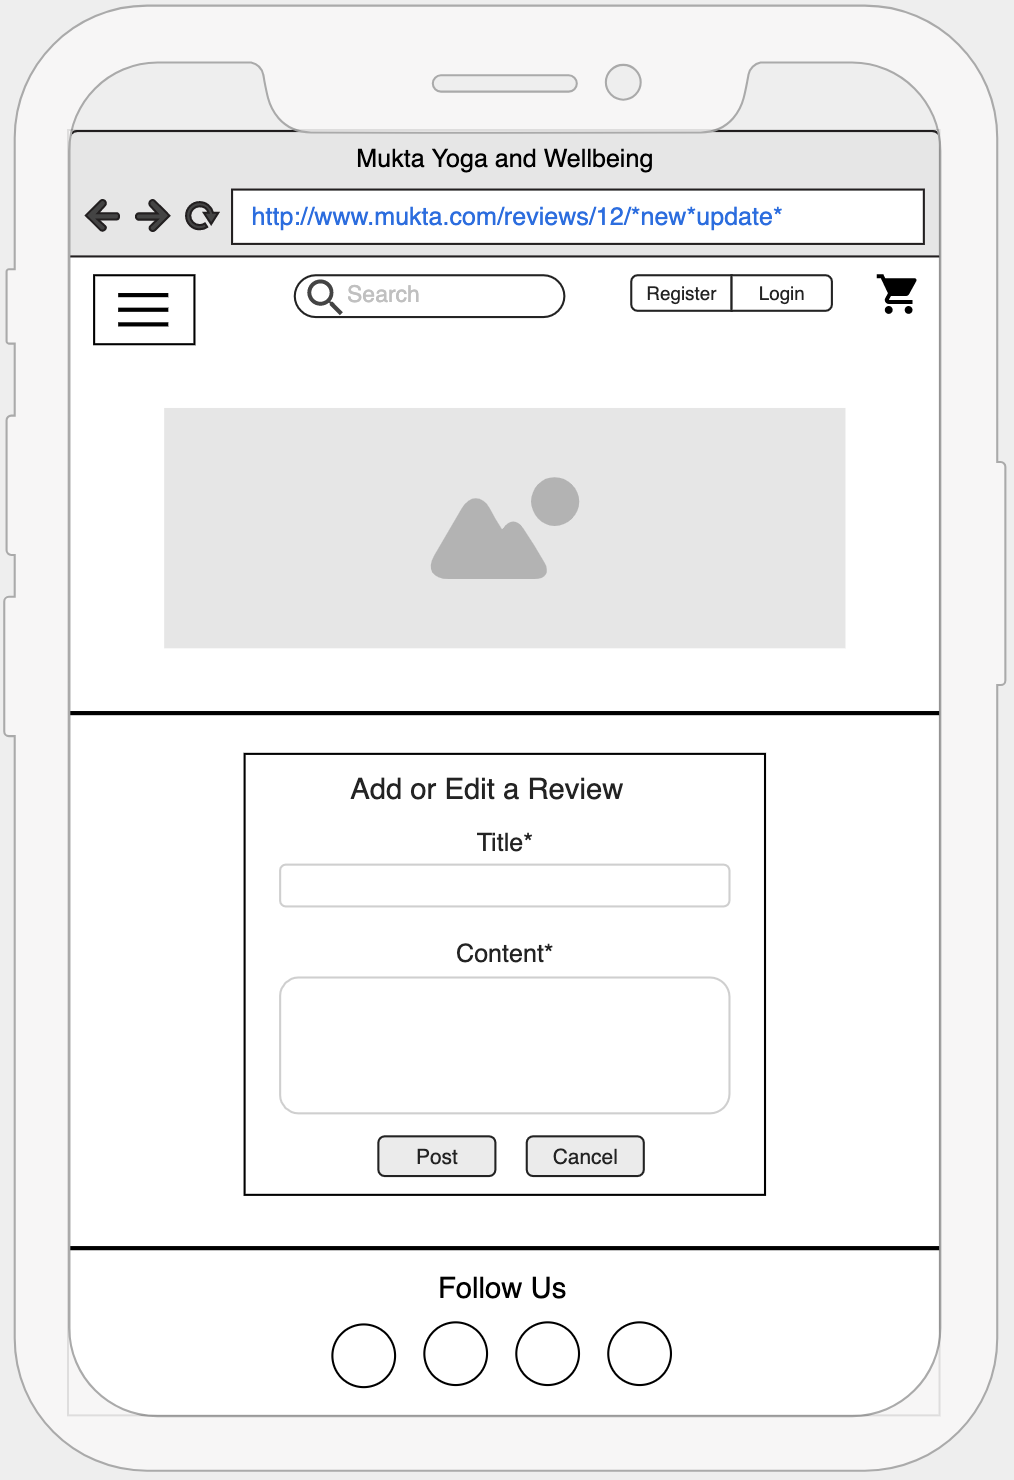 Mukta Yoga and Wellbeing
http://www.mukta.com/reviews/12/*new*update*
Search
Register
Login
Add or Edit a Review
Title*
Content*
Post
Cancel
Follow Us